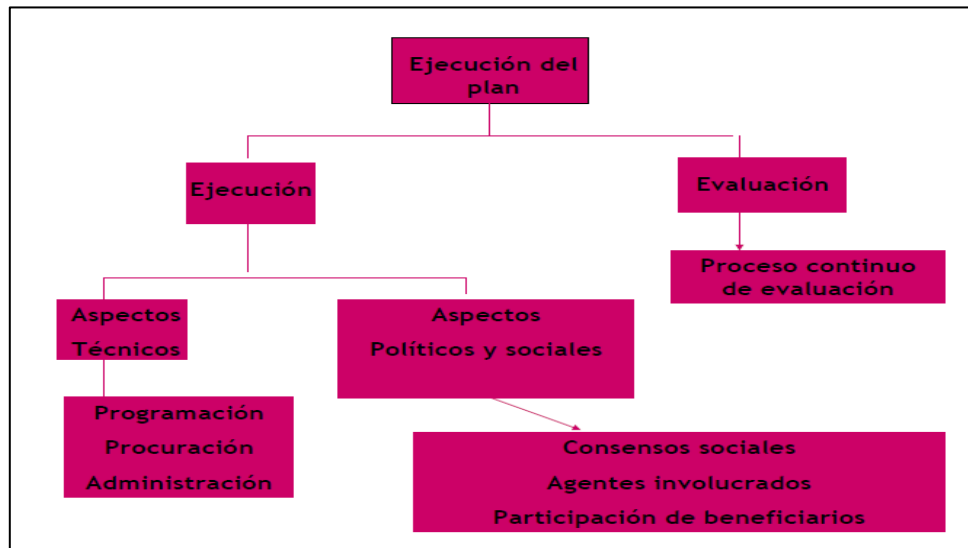 Ejecución del
plan
Ejecución
Evaluación
Proceso continuo
de evaluación
Aspectos
Técnicos
Aspectos
Políticos y sociales
Programación
Procuración
Administración
Consensos sociales
Agentes involucrados
Participación de beneficiarios